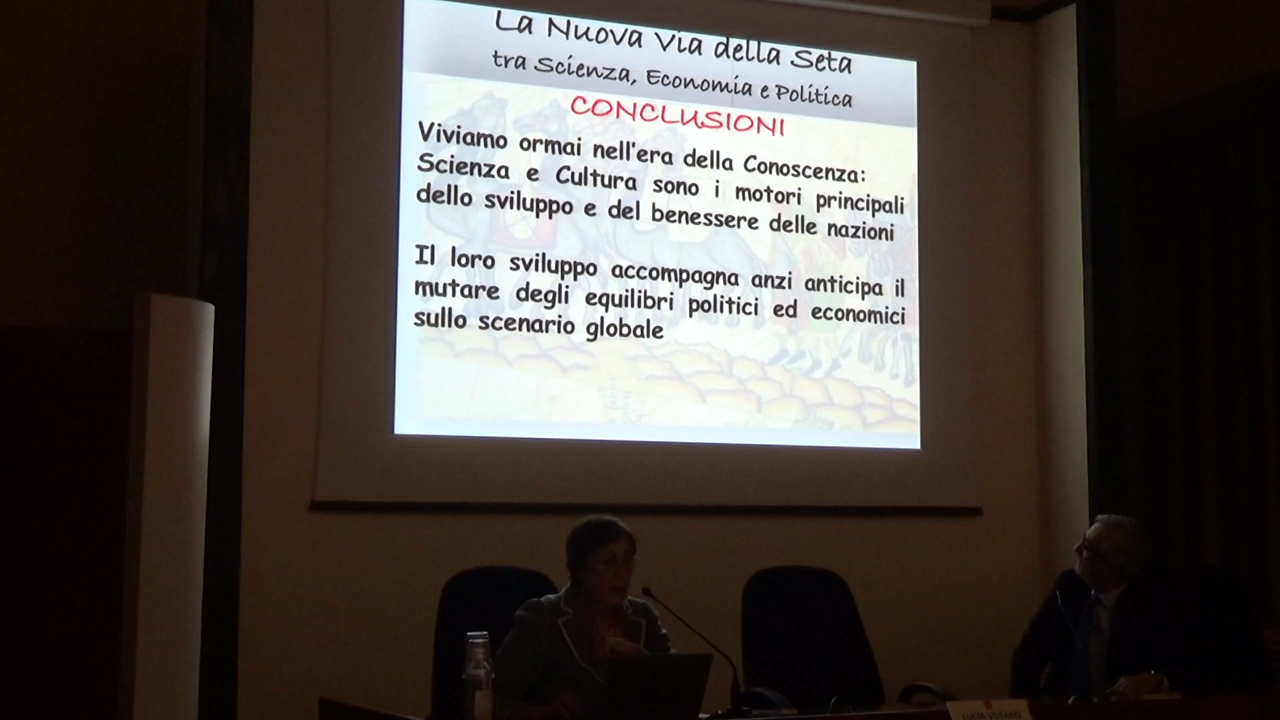 La Nuova Via della Seta
tra Scienza, Economia e Politica
CONCLUSIONI
Viviamo ormai nell'era della Conoscenza:
Scienza e Cultura sono i motori principali
dello sviluppo e del benessere delle nazioni
Il loro sviluppo accompagna anzi anticipa il
mutare degli equilibri politici ed economici
sullo scenario globale
LUCIA VOTANO